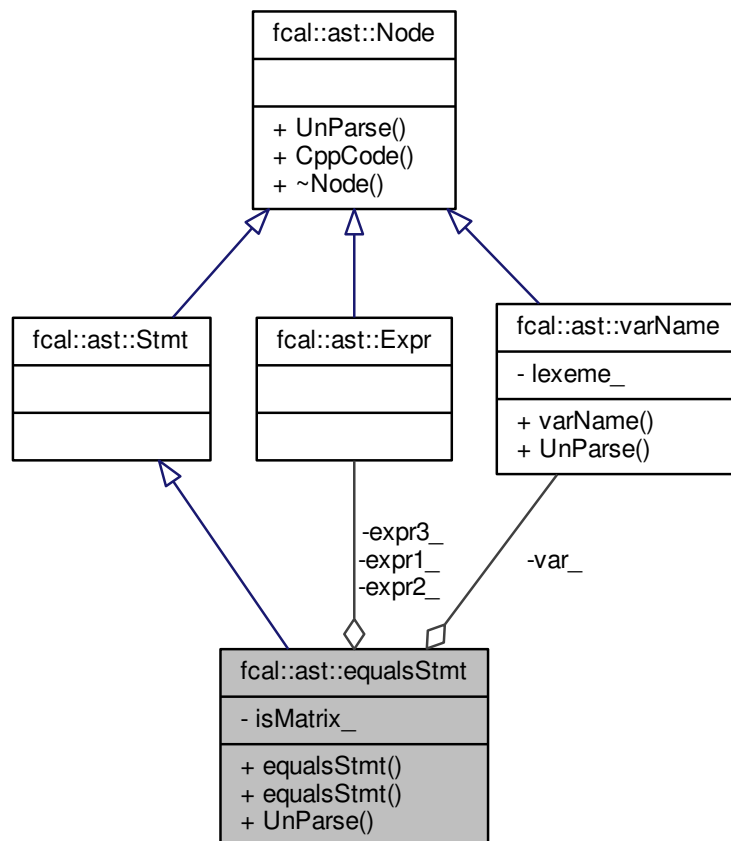 fcal::ast::Node
+ UnParse()
+ CppCode()
+ ~Node()
fcal::ast::Stmt
fcal::ast::Expr
fcal::ast::varName
- lexeme_
+ varName()
+ UnParse()
-expr3_
-expr1_
-expr2_
-var_
fcal::ast::equalsStmt
- isMatrix_
+ equalsStmt()
+ equalsStmt()
+ UnParse()